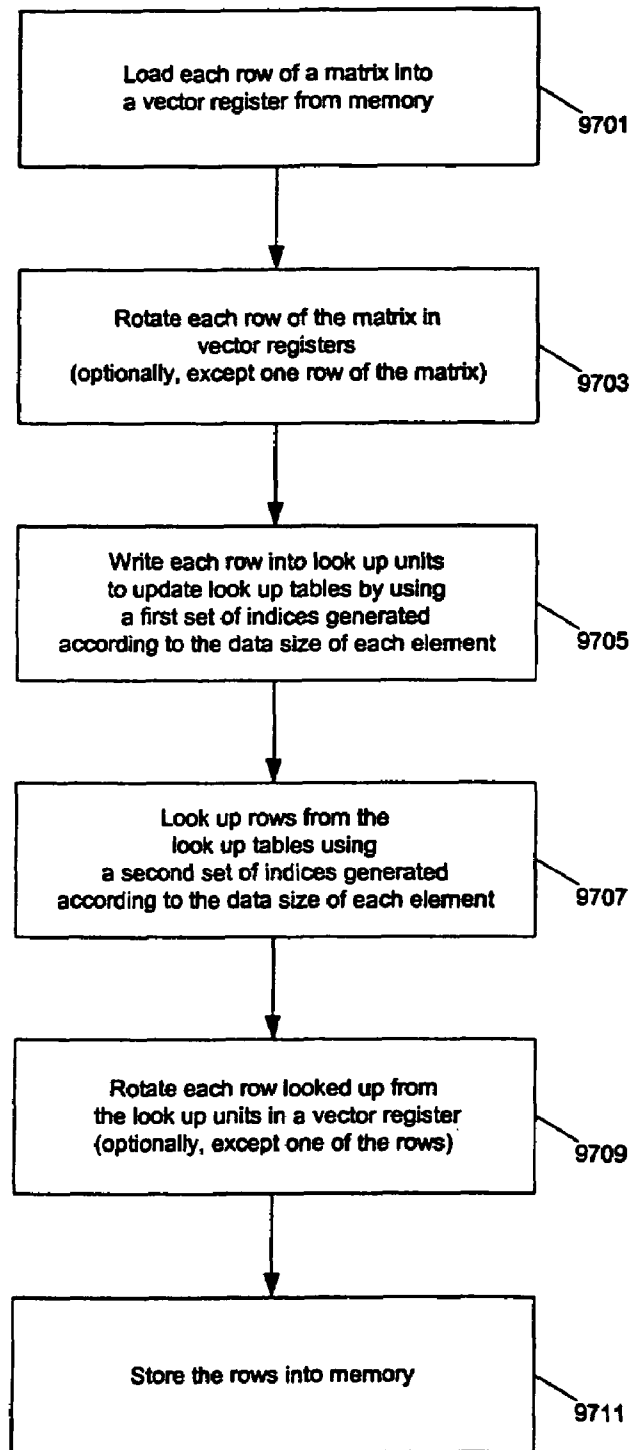 Load each row of a matrix into
a vector register from memory
9701
Rotate each row of the matrix in
vector registers
(optionally, except one row of the matrix)
9703
Write each row into look up units
to update look up tables by using
a first set of indices generated
according to the data size of each element
9705
Look up rows from the
look up tables using
a second set of indices generated
according to the data size of each element
9707
Rotate each row looked up from
the look up units in a vector register
(optionally, except one of the rows)
9709
Store the rows into memory
9711